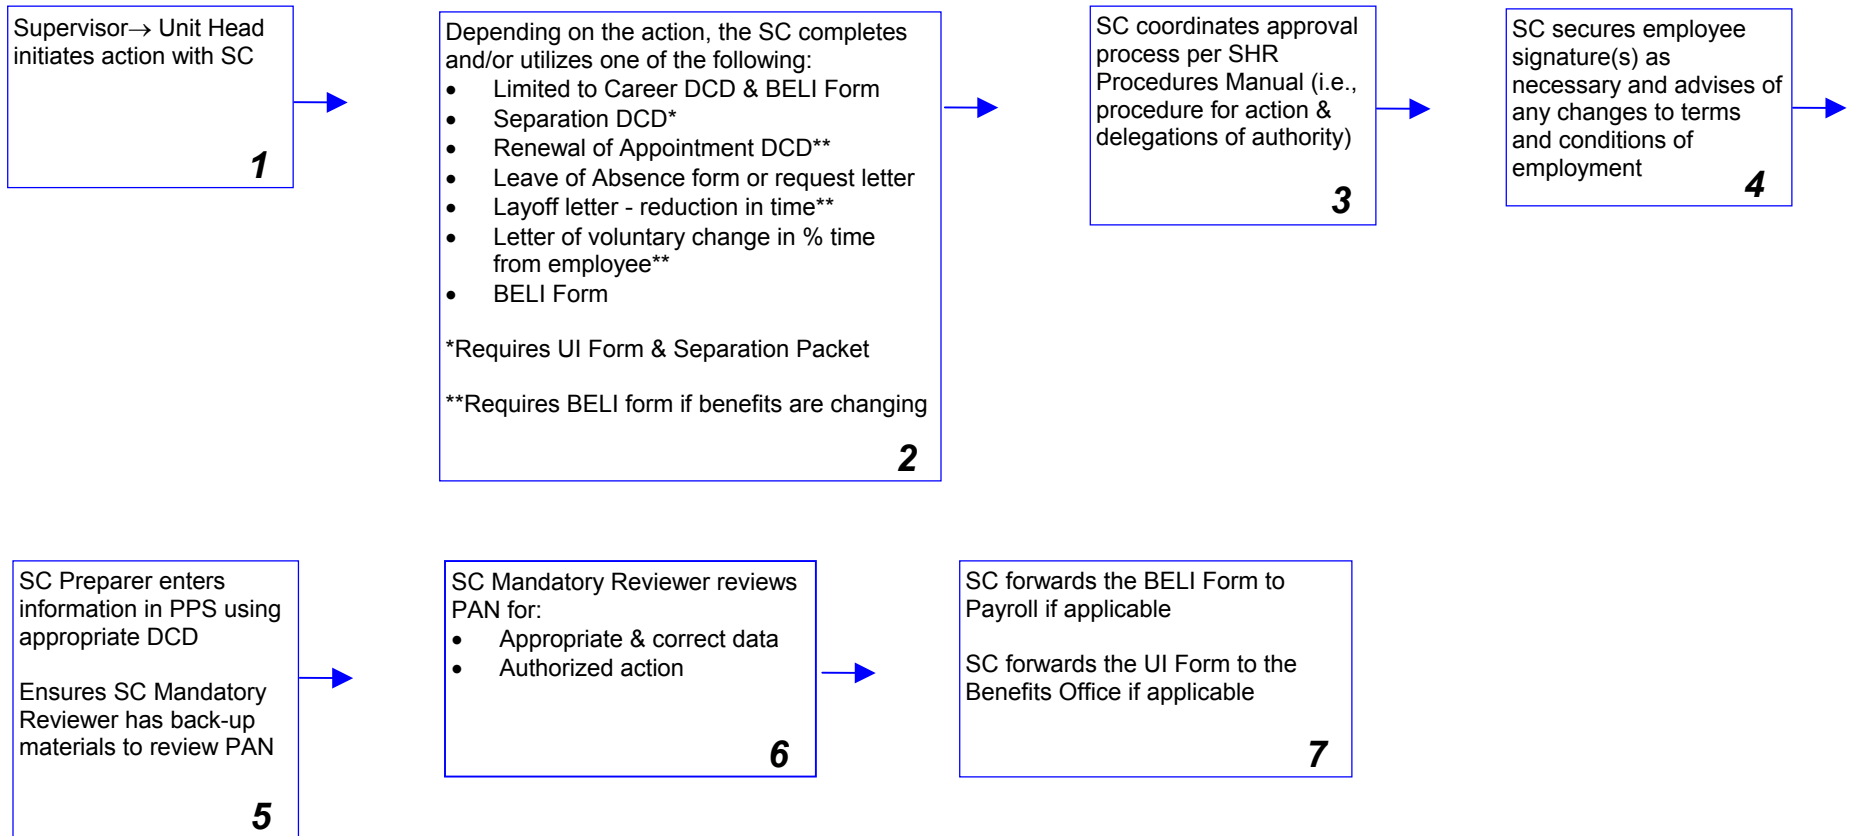 Supervisor→ Unit Head
initiates action with SC
1
Depending on the action, the SC completes
and/or utilizes one of the following:
• Limited to Career DCD & BELI Form
• Separation DCD*
• Renewal of Appointment DCD**
• Leave of Absence form or request letter
• Layoff letter - reduction in time**
• Letter of voluntary change in % time
from employee**
• BELI Form
*Requires UI Form & Separation Packet
**Requires BELI form if benefits are changing
2
SC coordinates approval
process per SHR
Procedures Manual (i.e.,
procedure for action &
delegations of authority)
3
SC secures employee
signature(s) as
necessary and advises of
any changes to terms
and conditions of
employment
4
SC Preparer enters
information in PPS using
appropriate DCD
Ensures SC Mandatory
Reviewer has back-up
materials to review PAN
5
SC Mandatory Reviewer reviews
PAN for:
• Appropriate & correct data
• Authorized action
6
SC forwards the BELI Form to
Payroll if applicable
SC forwards the UI Form to the
Benefits Office if applicable
7